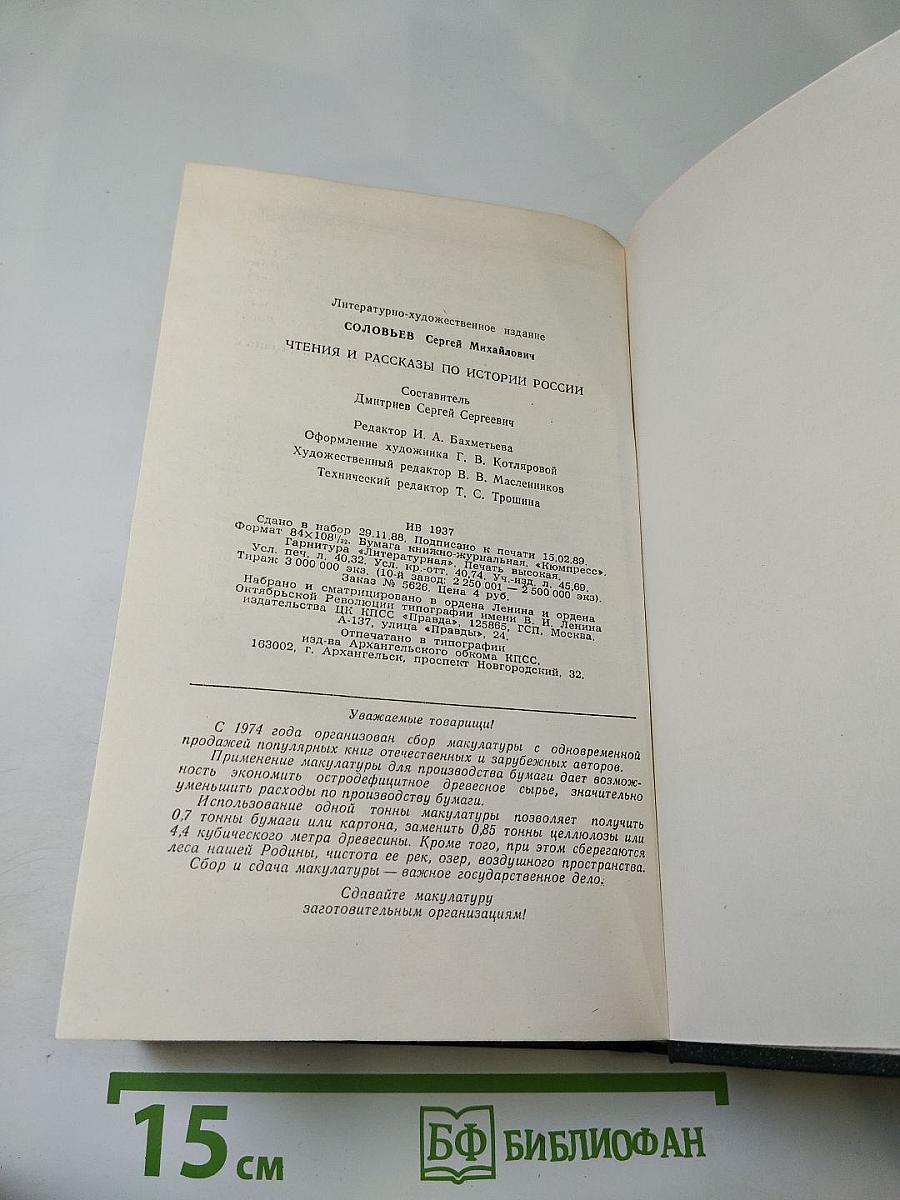 Литературно-художественное издание
СОЛОВЬЕВ Сергей Михайлович
ЧТЕНИЯ И РАССКАЗЫ ПО ИСТОРИИ РОССИИ
Составитель
Дмитриев Сергей Сергеевич
Редактор И. А. Бахметьева
Оформление художника Г. В. Котляровой
Художественный редактор В. В. Масленников
Технический редактор Т. С. Трошина
ИВ 1937
Сдано в набор 29.11.88. Подписано к печати 15.02.89.
Формат 84×108¹/₃₂. Бумага книжно-журнальная. «Кюмпресс».
Гарнитура «Литературная». Печать высокая.
Усл. печ. л. 40,32. Усл. кр.-отт. 40,74. Уч.-изд. л. 45,69.
Тираж 3 000 000 экз. (10-й завод: 2 250 001 — 2 500 000 экз).
Заказ № 5626. Цена 4 руб.
Набрано и сматрицировано в ордена Ленина и ордена
Октябрьской Революции типографии имени В. И. Ленина
издательства ЦК КПСС «Правда», 125865, ГСП, Москва,
А-137, улица «Правды», 24.
Отпечатано в типографии
изд-ва Архангельского обкома КПСС,
163002, г. Архангельск, проспект Новгородский, 32.
Уважаемые товарищи!
С 1974 года организован сбор макулатуры с одновременной
продажей популярных книг отечественных и зарубежных авторов.
Применение макулатуры для производства бумаги дает возмож-
ность экономить остродефицитное древесное сырье, значительно
уменьшить расходы по производству бумаги.
Использование одной тонны макулатуры позволяет получить
0,7 тонны бумаги или картона, заменить 0,85 тонны целлюлозы или
4,4 кубического метра древесины. Кроме того, при этом сберегаются
леса нашей Родины, чистота ее рек, озер, воздушного пространства.
Сбор и сдача макулатуры — важное государственное дело.
Сдавайте макулатуру
заготовительным организациям!
15 см
БФ БИБЛИОФАН